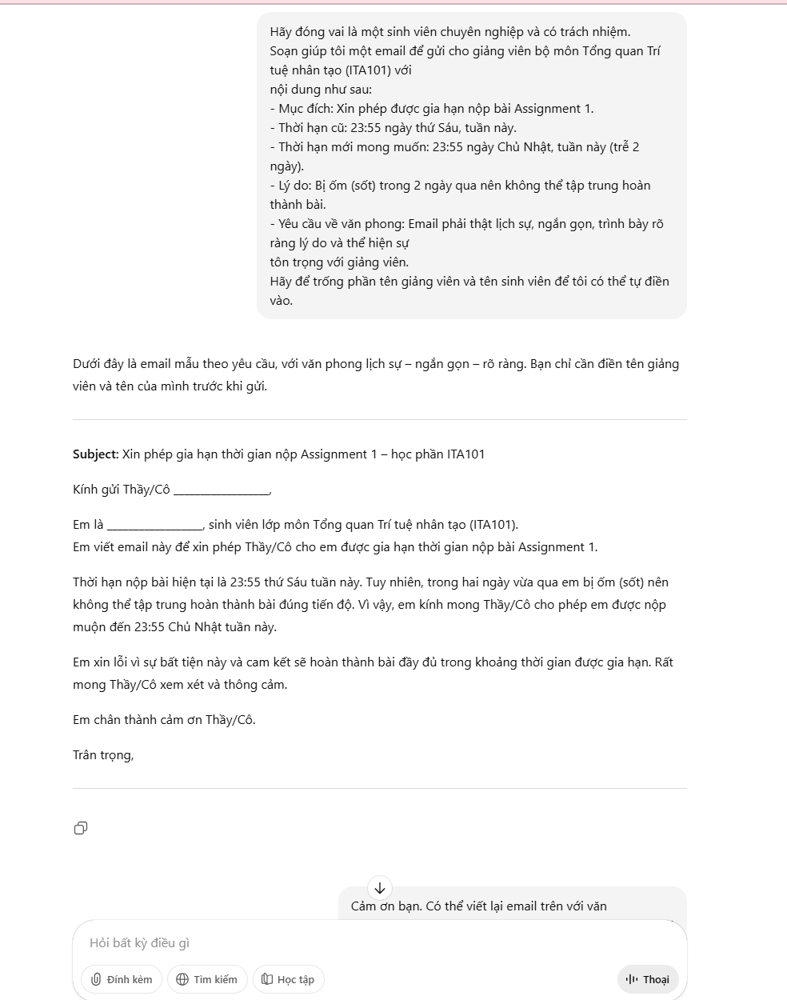 Hãy đóng vai là một sinh viên chuyên nghiệp và có trách nhiệm.
Soạn giúp tôi một email để gửi cho giảng viên bộ môn Tổng quan Trí
tuệ nhân tạo (ITA101) với
nội dung như sau:
- Mục đích: Xin phép được gia hạn nộp bài Assignment 1.
- Thời hạn cũ: 23:55 ngày thứ Sáu, tuần này.
- Thời hạn mới mong muốn: 23:55 ngày Chủ Nhật, tuần này (trễ 2
ngày).
- Lý do: Bị ốm (sốt) trong 2 ngày qua nên không thể tập trung hoàn
thành bài.
- Yêu cầu về văn phong: Email phải thật lịch sự, ngắn gọn, trình bày rõ
ràng lý do và thể hiện sự
tôn trọng với giảng viên.
Hãy để trống phần tên giảng viên và tên sinh viên để tôi có thể tự điền
vào.
Dưới đây là email mẫu theo yêu cầu, với văn phong lịch sự – ngắn gọn – rõ ràng. Bạn chỉ cần điền tên giảng
viên và tên của mình trước khi gửi.
Subject: Xin phép gia hạn thời gian nộp Assignment 1 – học phần ITA101
Kính gửi Thầy/Cô _________________,
Em là _________________, sinh viên lớp môn Tổng quan Trí tuệ nhân tạo (ITA101).
Em viết email này để xin phép Thầy/Cô cho em được gia hạn thời gian nộp bài Assignment 1.
Thời hạn nộp bài hiện tại là 23:55 thứ Sáu tuần này. Tuy nhiên, trong hai ngày vừa qua em bị ốm (sốt) nên
không thể tập trung hoàn thành bài đúng tiến độ. Vì vậy, em kính mong Thầy/Cô cho phép em được nộp
muộn đến 23:55 Chủ Nhật tuần này.
Em xin lỗi vì sự bất tiện này và cam kết sẽ hoàn thành bài đầy đủ trong khoảng thời gian được gia hạn. Rất
mong Thầy/Cô xem xét và thông cảm.
Em chân thành cảm ơn Thầy/Cô.
Trân trọng,
Cảm ơn bạn. Có thể viết lại email trên với văn
Hỏi bất kỳ điều gì
Đính kèm
Tìm kiếm
Học tập
Thoại